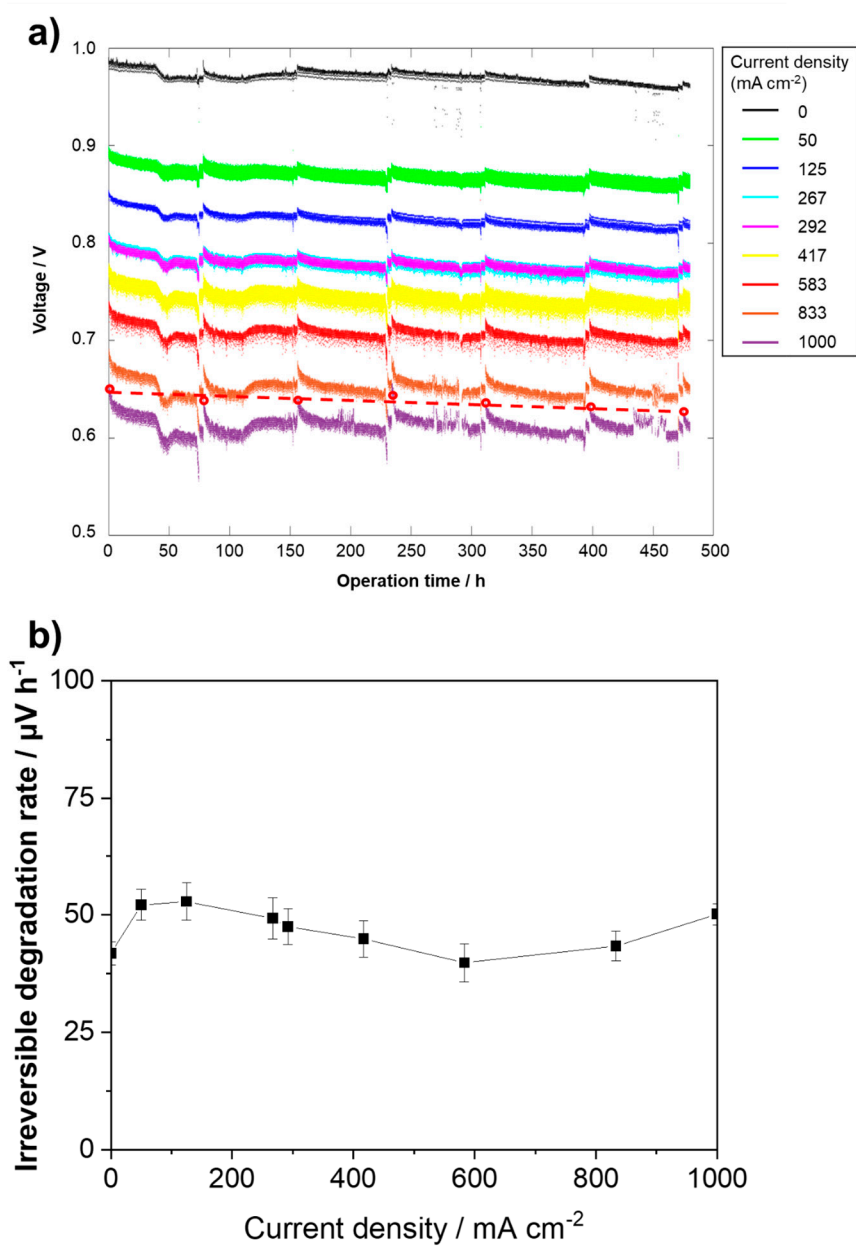 a)
1.0
0.9
0.8
0.7
0.6
0.5
Voltage / V
0 50 100 150 200 250 300 350 400 450 500
Operation time / h
Current density
(mA cm⁻²)
0
50
125
267
292
417
583
833
1000
b)
100
75
50
25
0
Irreversible degradation rate / µV h⁻¹
0 200 400 600 800 1000
Current density / mA cm⁻²